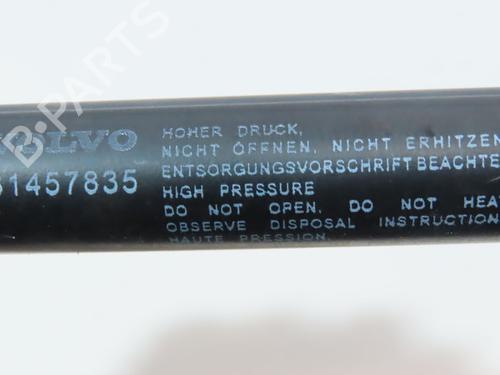 VOLVO
31457835
HOHER DRUCK,
NICHT ÖFFNEN, NICHT ERHITZEN
ENTSORGUNGSVORSCHRIFT BEACHTE
HIGH PRESSURE
DO NOT OPEN, DO NOT HEA
OBSERVE DISPOSAL INSTRUCTION
HAUTE PRESSION,